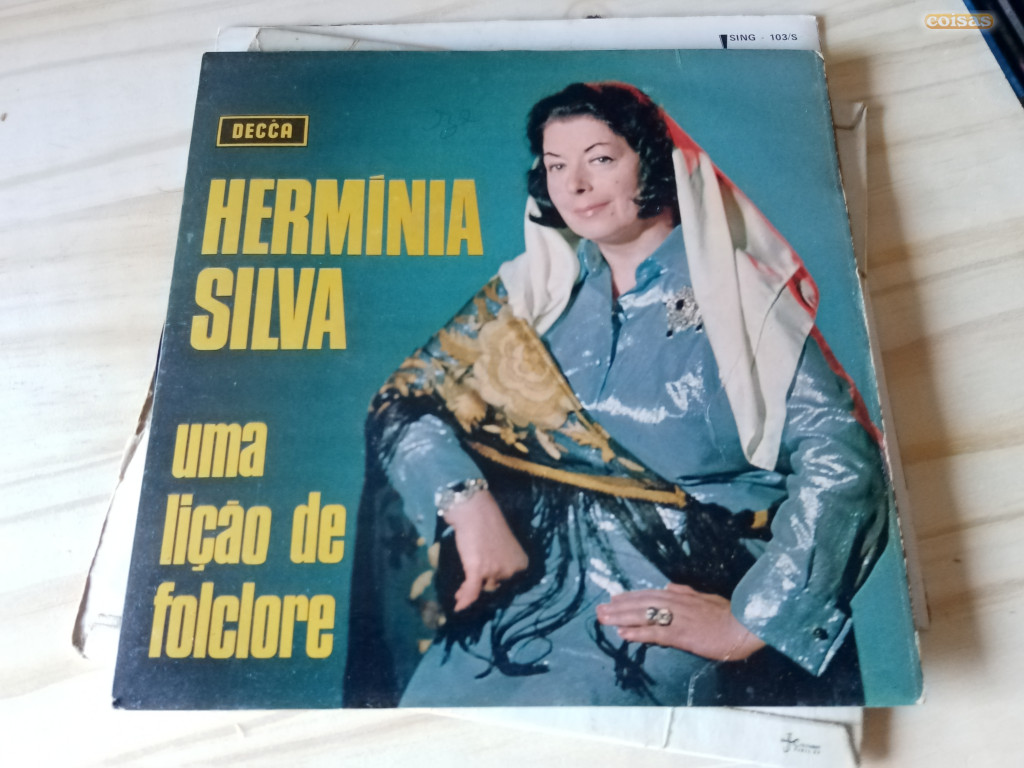 coisas
SING - 103/S
DECCA
HERMÍNIA
SILVA
uma
lição de
folclore